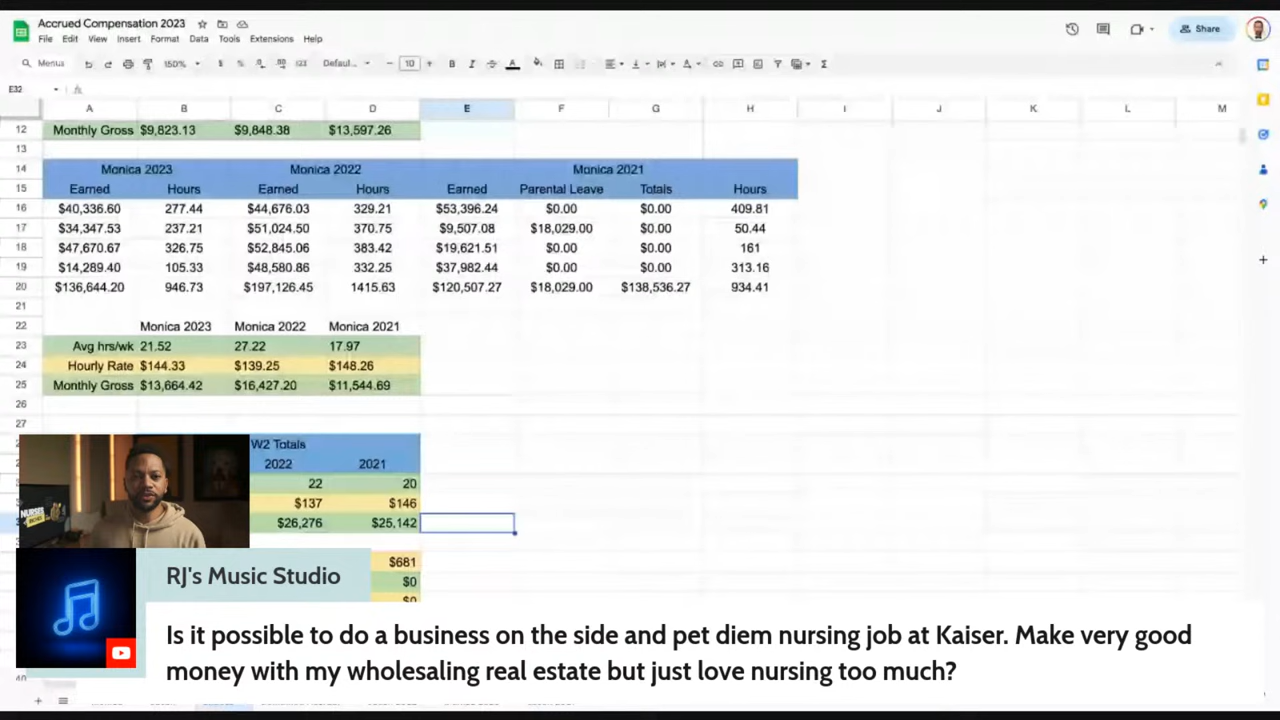 Accrued Compensation 2023
File Edit View Insert Format Data Tools Extensions Help
Share
Menus 150% $ % 123 Defaul... 10 B I A
E32 fx
A B C D E F G H I J K L M
12 Monthly Gross $9,823.13 $9,848.38 $13,597.26
13
14 Monica 2023 Monica 2022 Monica 2021
15 Earned Hours Earned Hours Earned Parental Leave Totals Hours
16 $40,336.60 277.44 $44,676.03 329.21 $53,396.24 $0.00 $0.00 409.81
17 $34,347.53 237.21 $51,024.50 370.75 $9,507.08 $18,029.00 $0.00 50.44
18 $47,670.67 326.75 $52,845.06 383.42 $19,621.51 $0.00 $0.00 161
19 $14,289.40 105.33 $48,580.86 332.25 $37,982.44 $0.00 $0.00 313.16
20 $136,644.20 946.73 $197,126.45 1415.63 $120,507.27 $18,029.00 $138,536.27 934.41
21
22 Monica 2023 Monica 2022 Monica 2021
23 Avg hrs/wk 21.52 27.22 17.97
24 Hourly Rate $144.33 $139.25 $148.26
25 Monthly Gross $13,664.42 $16,427.20 $11,544.69
26
27
W2 Totals
2022 2021
22 20
$137 $146
$26,276 $25,142
$681
$0
$0
RJ's Music Studio
Is it possible to do a business on the side and pet diem nursing job at Kaiser. Make very good
money with my wholesaling real estate but just love nursing too much?